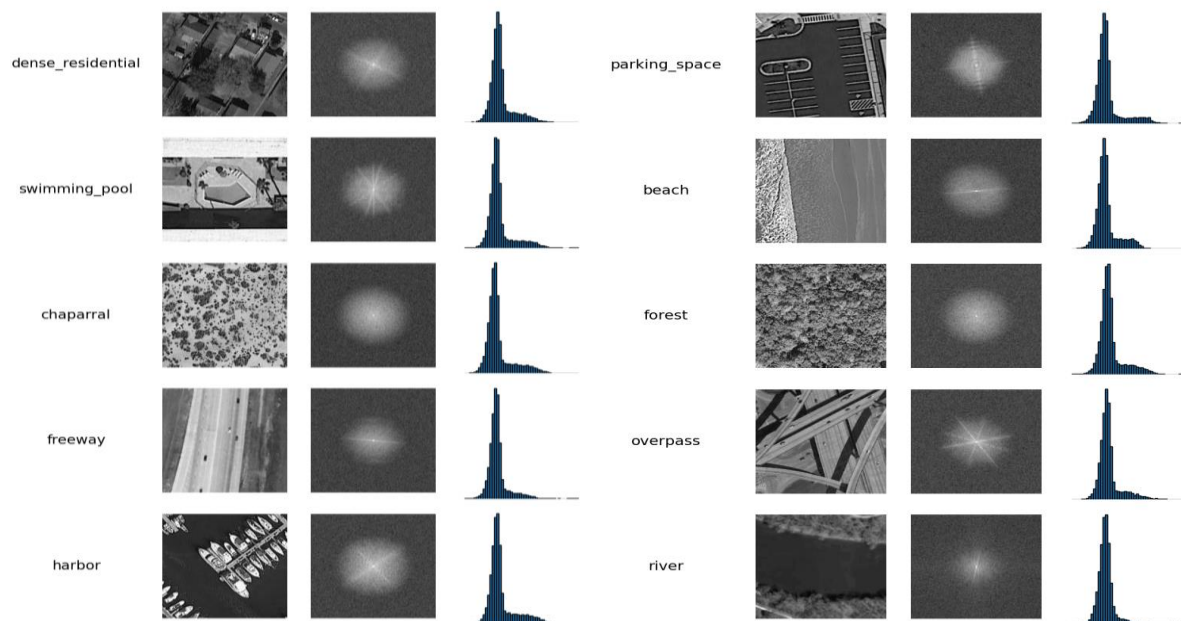 dense_residential
parking_space
swimming_pool
beach
chaparral
forest
freeway
overpass
harbor
river